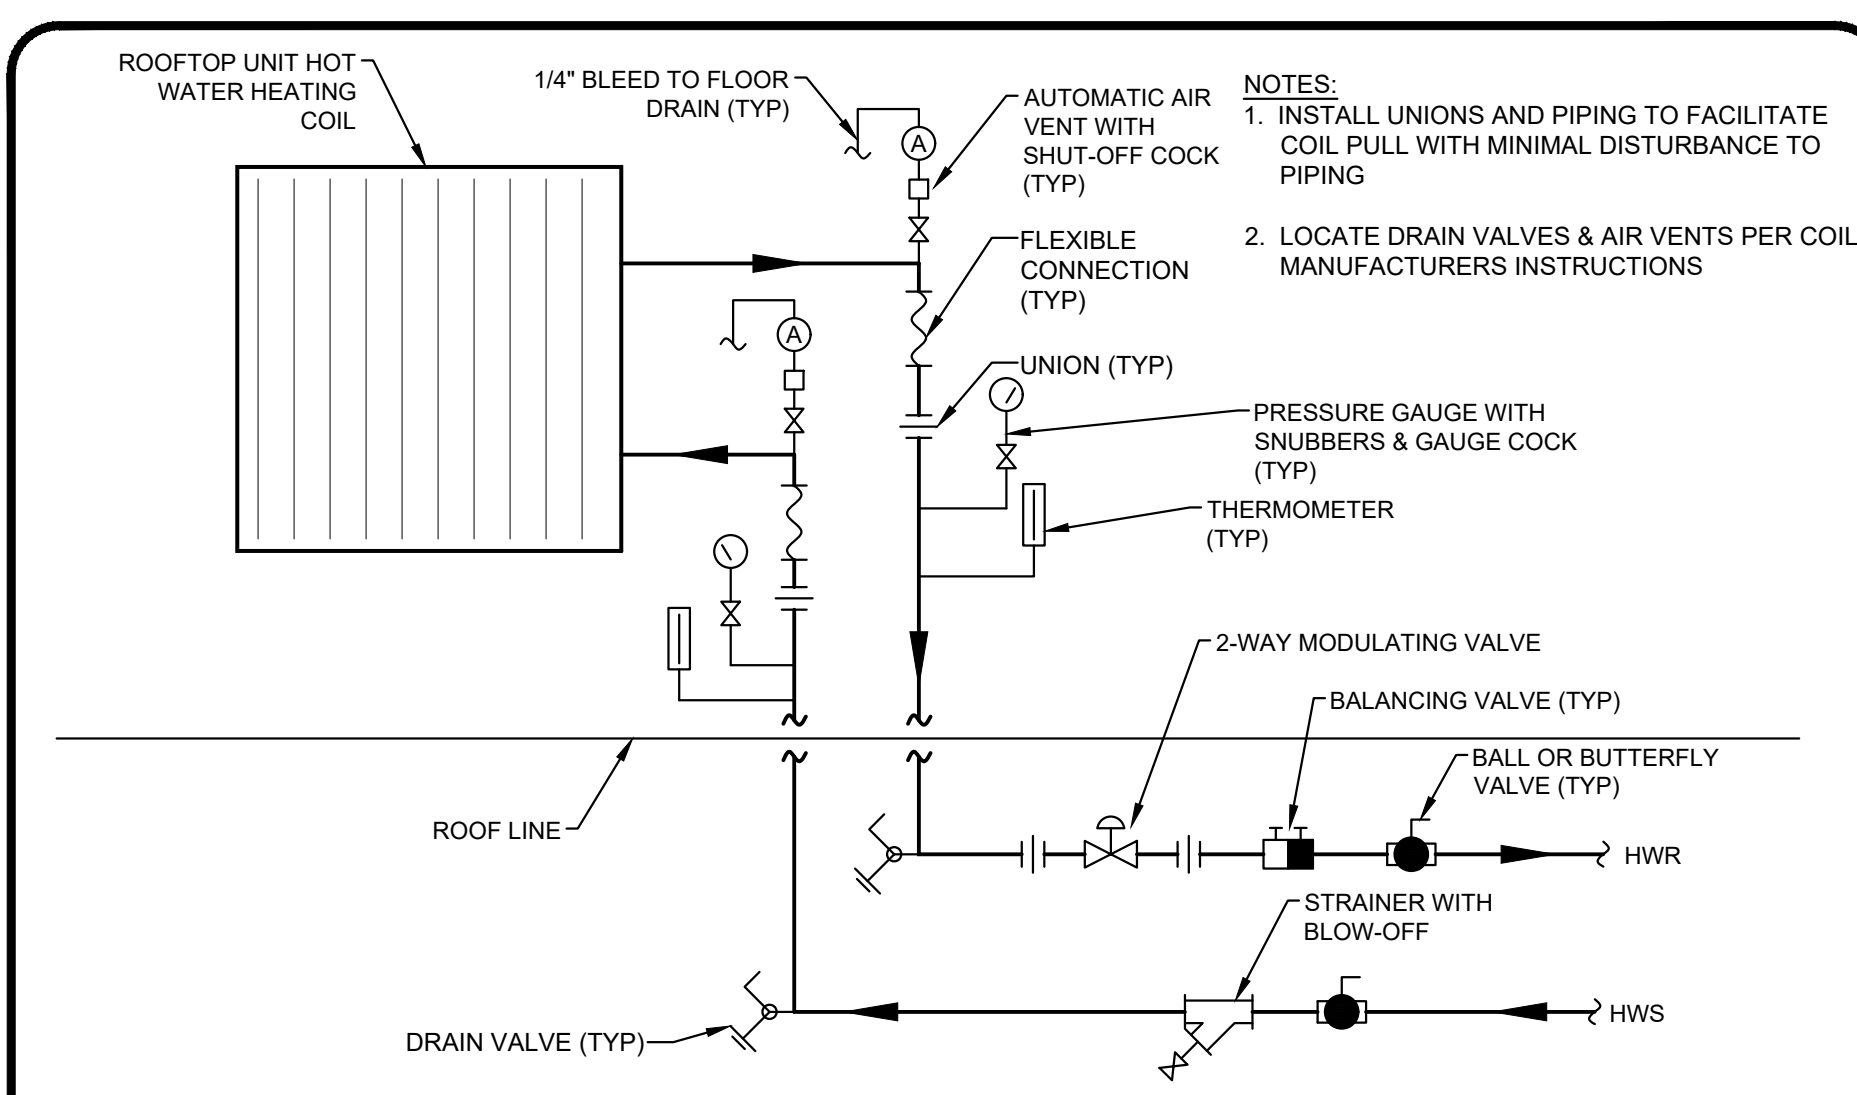 ROOFTOP UNIT HOT
WATER HEATING
COIL
1/4" BLEED TO FLOOR
DRAIN (TYP)
A
AUTOMATIC AIR
VENT WITH
SHUT-OFF COCK
(TYP)
NOTES:
1. INSTALL UNIONS AND PIPING TO FACILITATE
COIL PULL WITH MINIMAL DISTURBANCE TO
PIPING
2. LOCATE DRAIN VALVES & AIR VENTS PER COIL
MANUFACTURERS INSTRUCTIONS
FLEXIBLE
CONNECTION
(TYP)
A
UNION (TYP)
PRESSURE GAUGE WITH
SNUBBERS & GAUGE COCK
(TYP)
THERMOMETER
(TYP)
2-WAY MODULATING VALVE
BALANCING VALVE (TYP)
BALL OR BUTTERFLY
VALVE (TYP)
ROOF LINE
HWR
STRAINER WITH
BLOW-OFF
HWS
DRAIN VALVE (TYP)